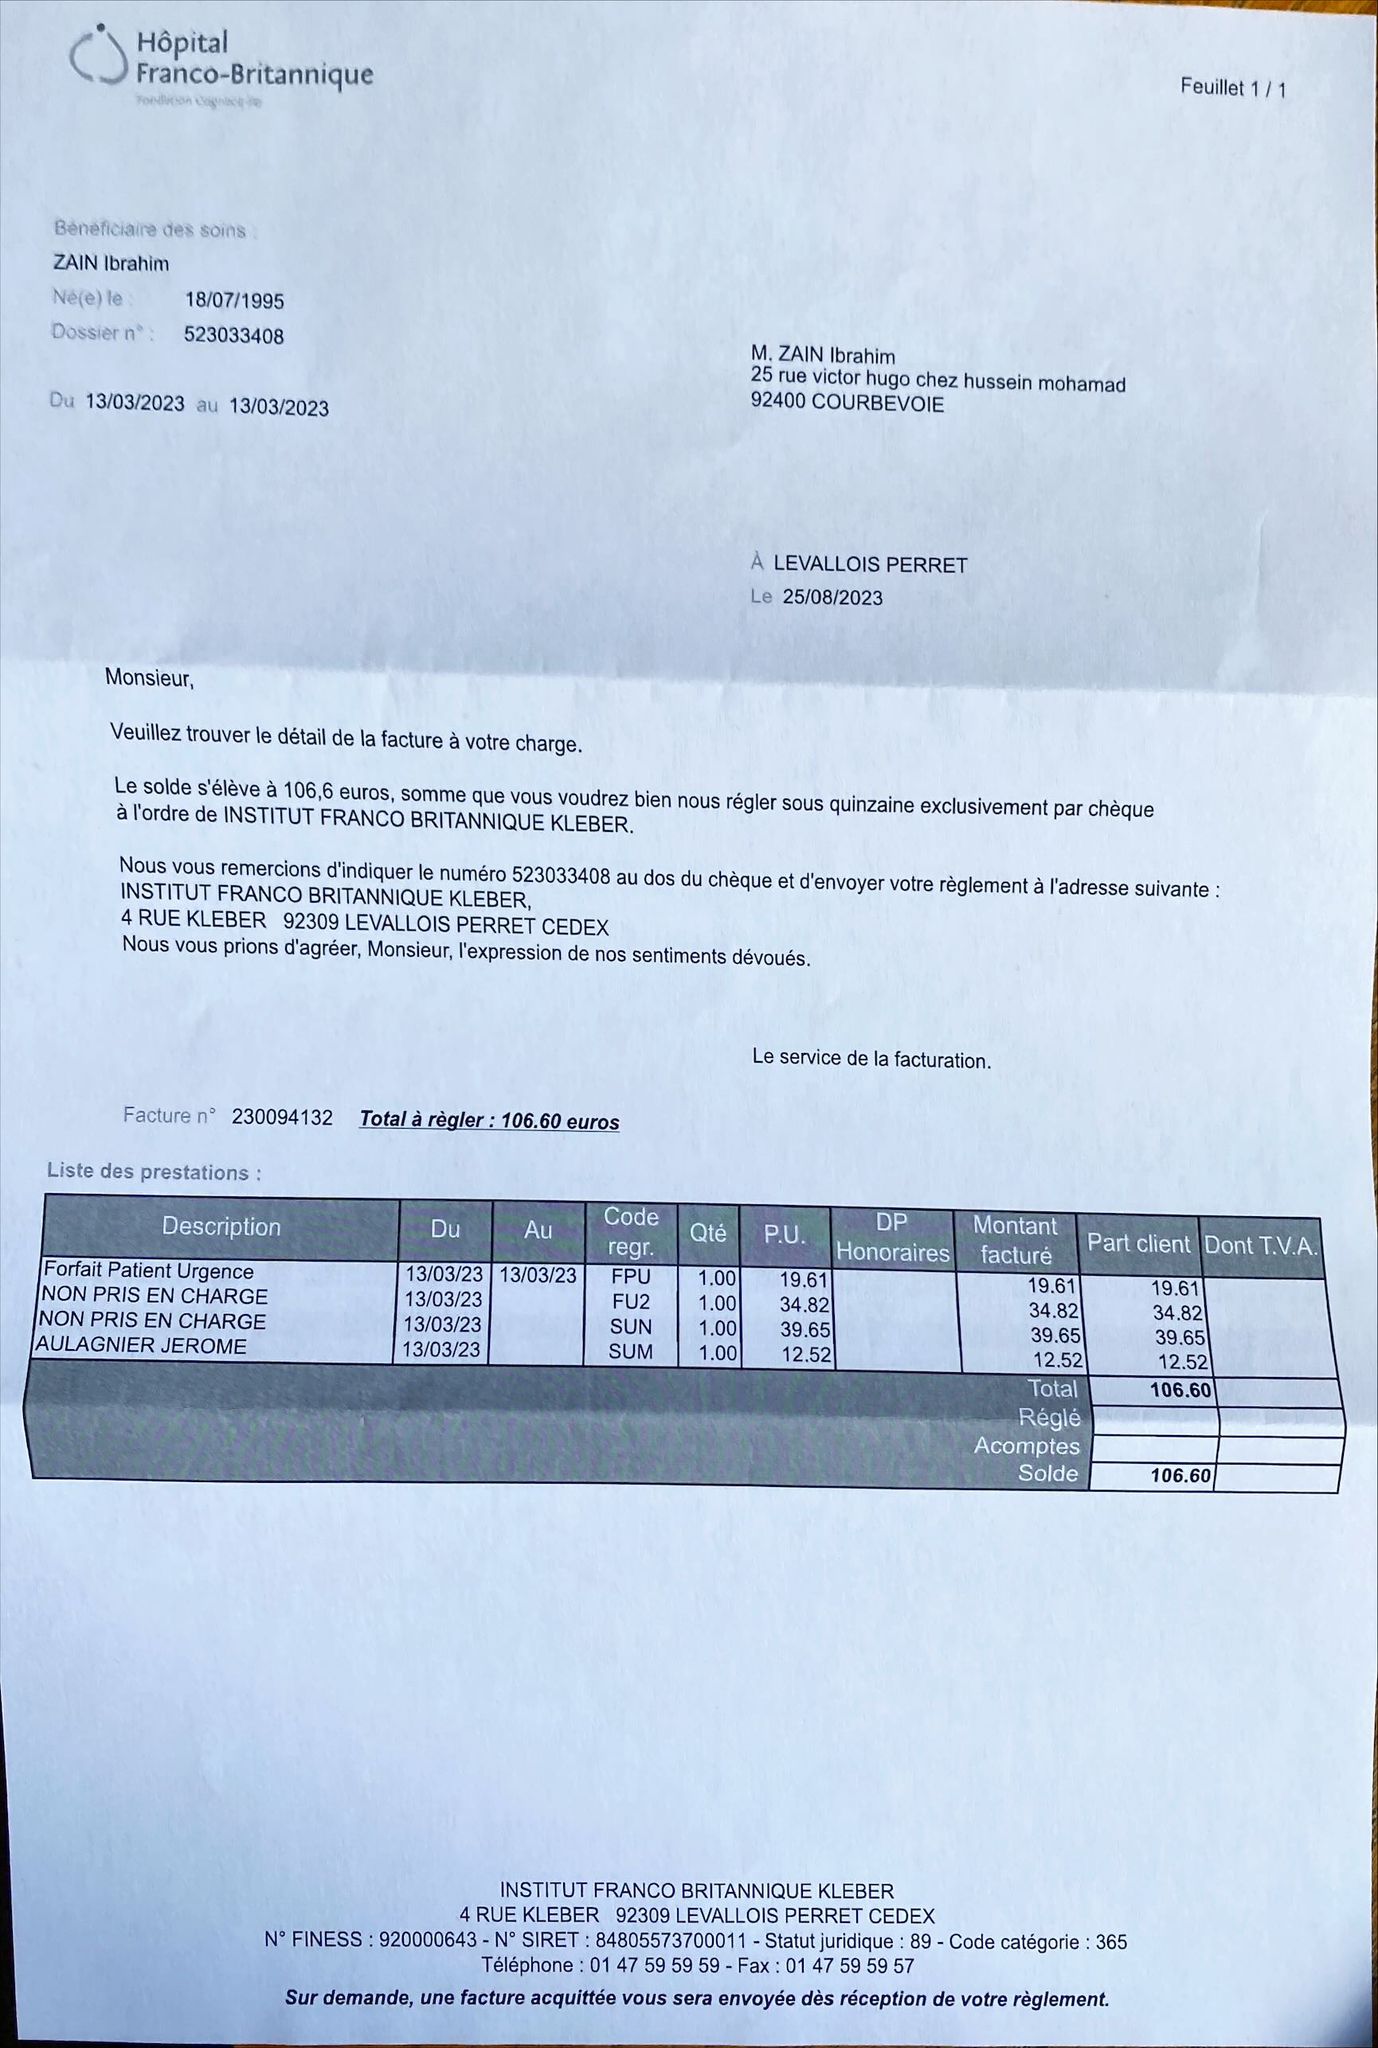 Hôpital
Franco-Britannique
Fondation Cognacq-Jay
Feuillet 1 / 1
Bénéficiaire des soins :
ZAIN Ibrahim
Né(e) le : 18/07/1995
Dossier n° : 523033408
Du 13/03/2023 au 13/03/2023
M. ZAIN Ibrahim
25 rue victor hugo chez hussein mohamad
92400 COURBEVOIE
À LEVALLOIS PERRET
Le 25/08/2023
Monsieur,
Veuillez trouver le détail de la facture à votre charge.
Le solde s'élève à 106,6 euros, somme que vous voudrez bien nous régler sous quinzaine exclusivement par chèque
à l'ordre de INSTITUT FRANCO BRITANNIQUE KLEBER.
Nous vous remercions d'indiquer le numéro 523033408 au dos du chèque et d'envoyer votre règlement à l'adresse suivante :
INSTITUT FRANCO BRITANNIQUE KLEBER,
4 RUE KLEBER 92309 LEVALLOIS PERRET CEDEX
Nous vous prions d'agréer, Monsieur, l'expression de nos sentiments dévoués.
Le service de la facturation.
Facture n° 230094132 Total à règler : 106.60 euros
Liste des prestations :
Description Du Au Code regr. Qté P.U. DP Honoraires Montant facturé Part client Dont T.V.A.
Forfait Patient Urgence 13/03/23 13/03/23 FPU 1.00 19.61 19.61 19.61
NON PRIS EN CHARGE 13/03/23 FU2 1.00 34.82 34.82 34.82
NON PRIS EN CHARGE 13/03/23 SUN 1.00 39.65 39.65 39.65
AULAGNIER JEROME 13/03/23 SUM 1.00 12.52 12.52 12.52
Total 106.60
Réglé
Acomptes
Solde 106.60
INSTITUT FRANCO BRITANNIQUE KLEBER
4 RUE KLEBER 92309 LEVALLOIS PERRET CEDEX
N° FINESS : 920000643 - N° SIRET : 84805573700011 - Statut juridique : 89 - Code catégorie : 365
Téléphone : 01 47 59 59 59 - Fax : 01 47 59 59 57
Sur demande, une facture acquittée vous sera envoyée dès réception de votre règlement.